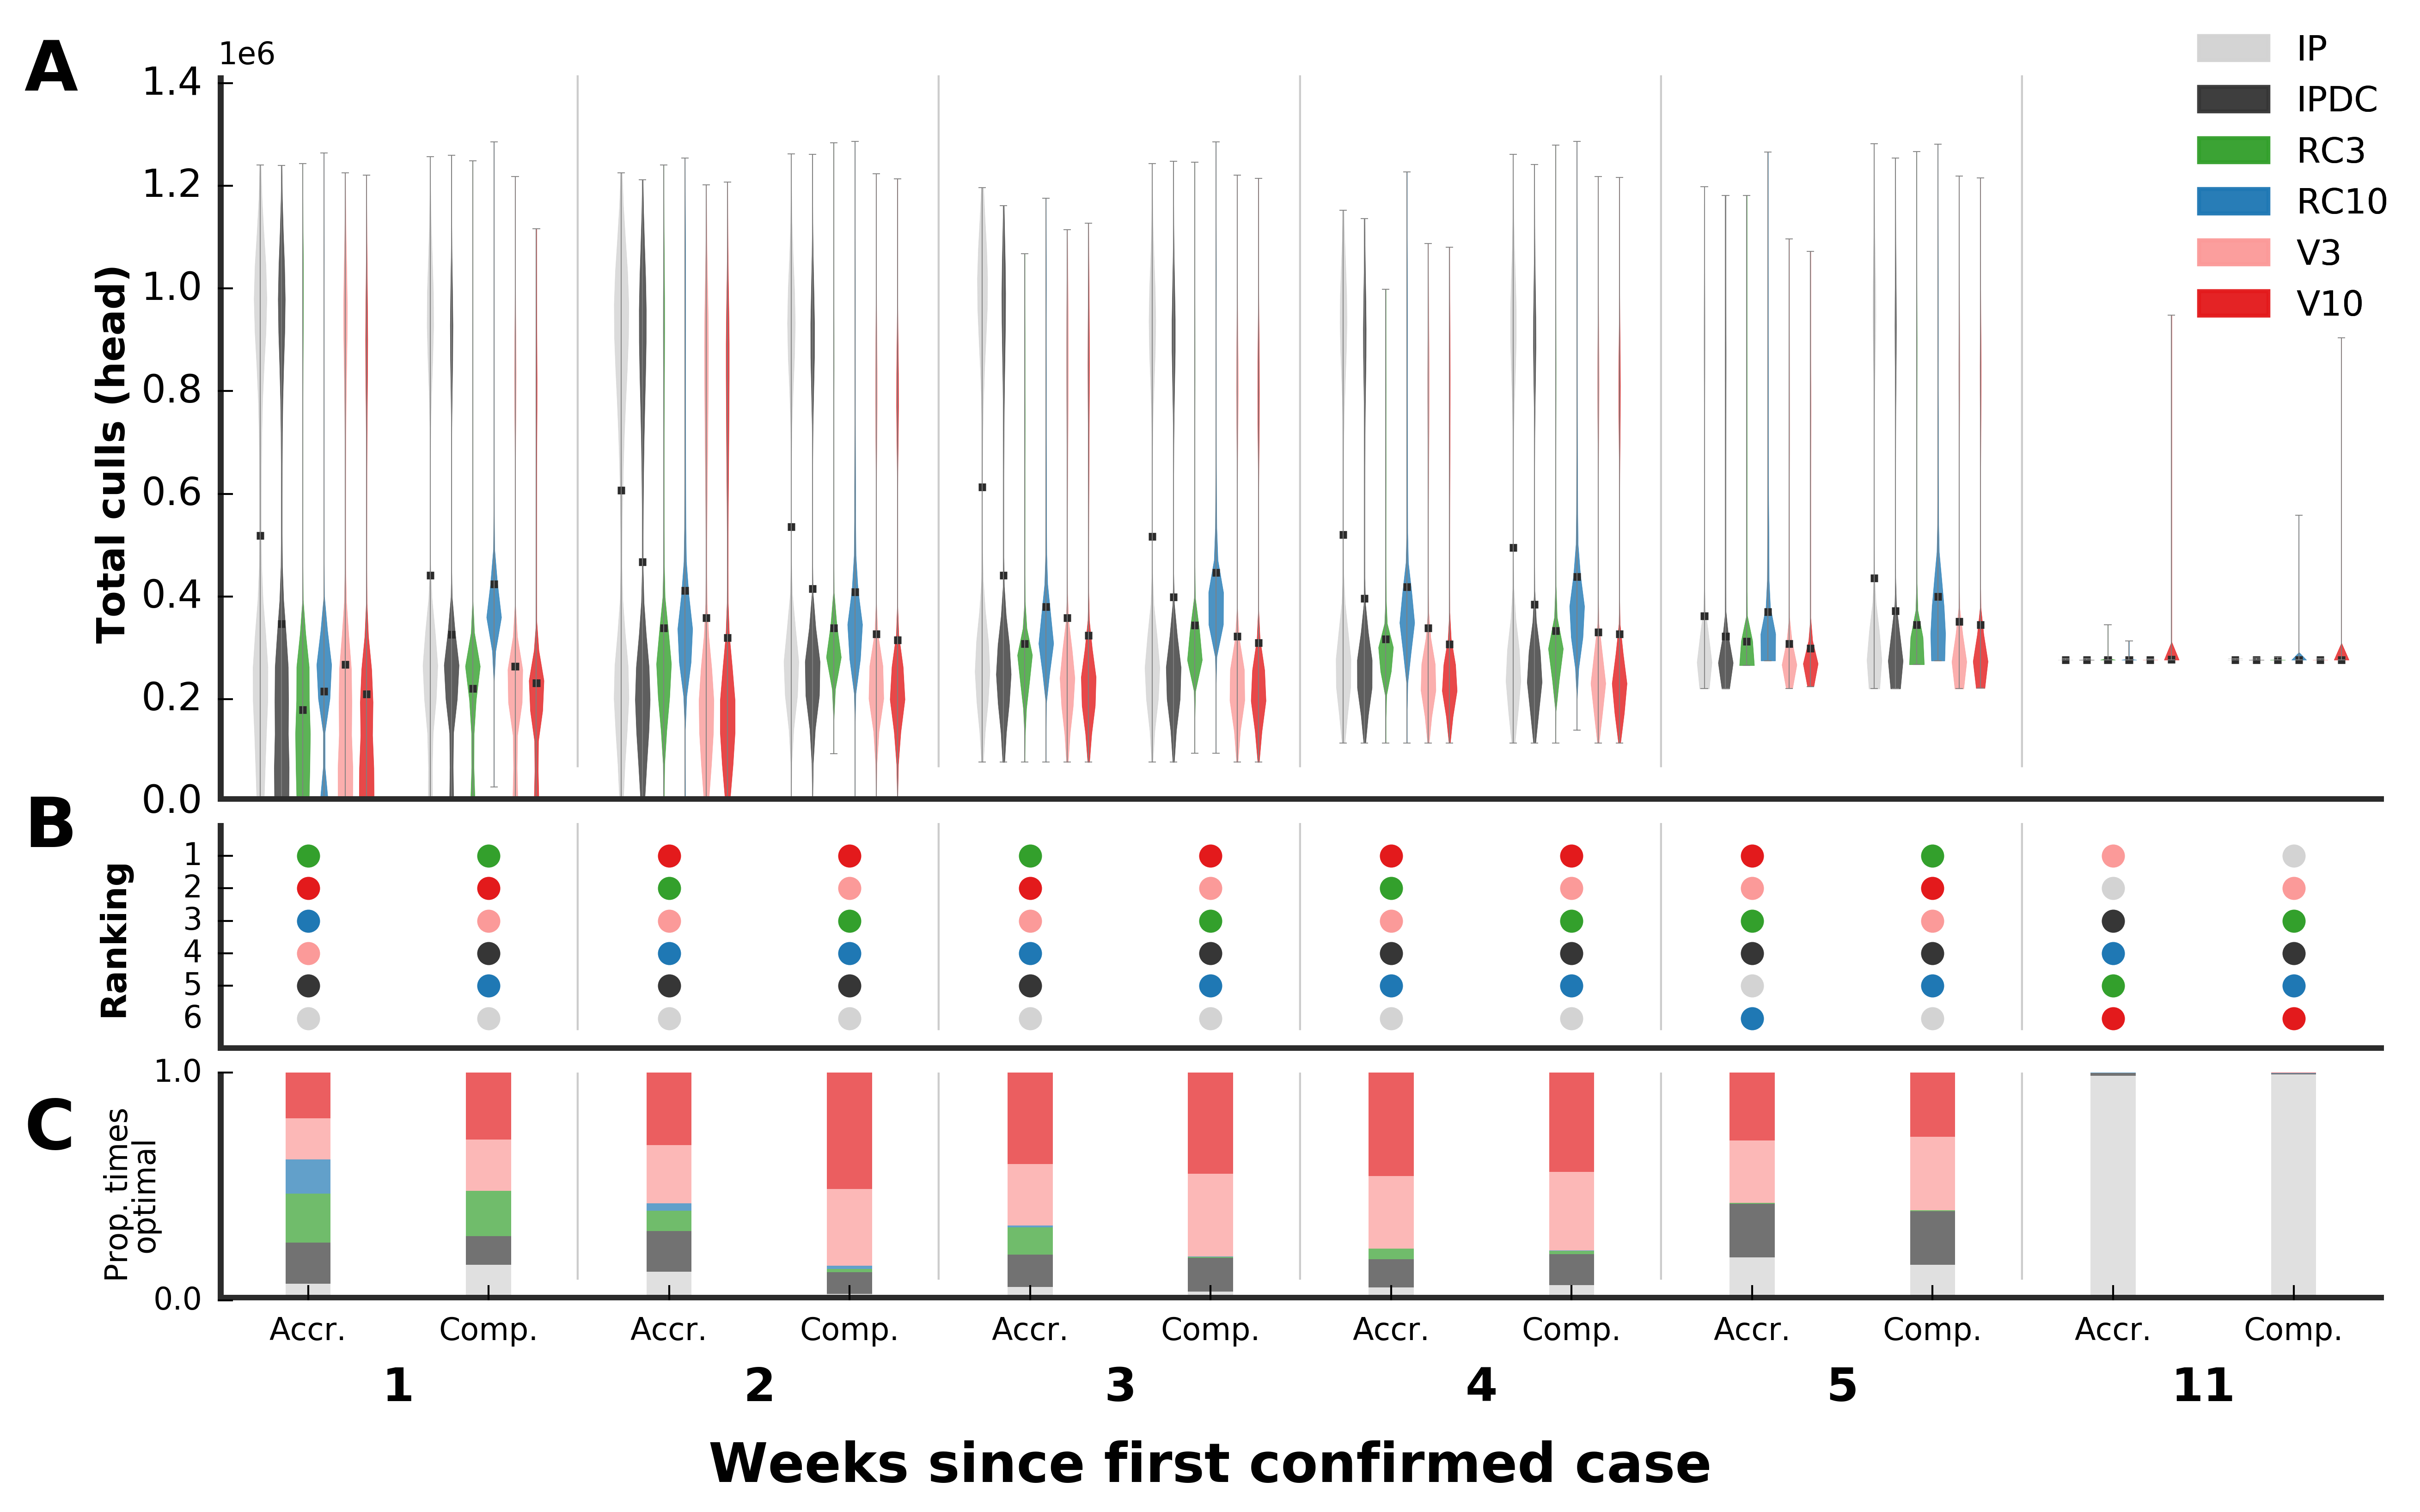 A
1e6
1.4
1.2
1.0
0.8
0.6
0.4
0.2
0.0
Total culls (head)
IP
IPDC
RC3
RC10
V3
V10
B
Ranking
1
2
3
4
5
6
C
Prop. times
optimal
1.0
0.0
Accr. Comp. Accr. Comp. Accr. Comp. Accr. Comp. Accr. Comp. Accr. Comp.
1 2 3 4 5 11
Weeks since first confirmed case